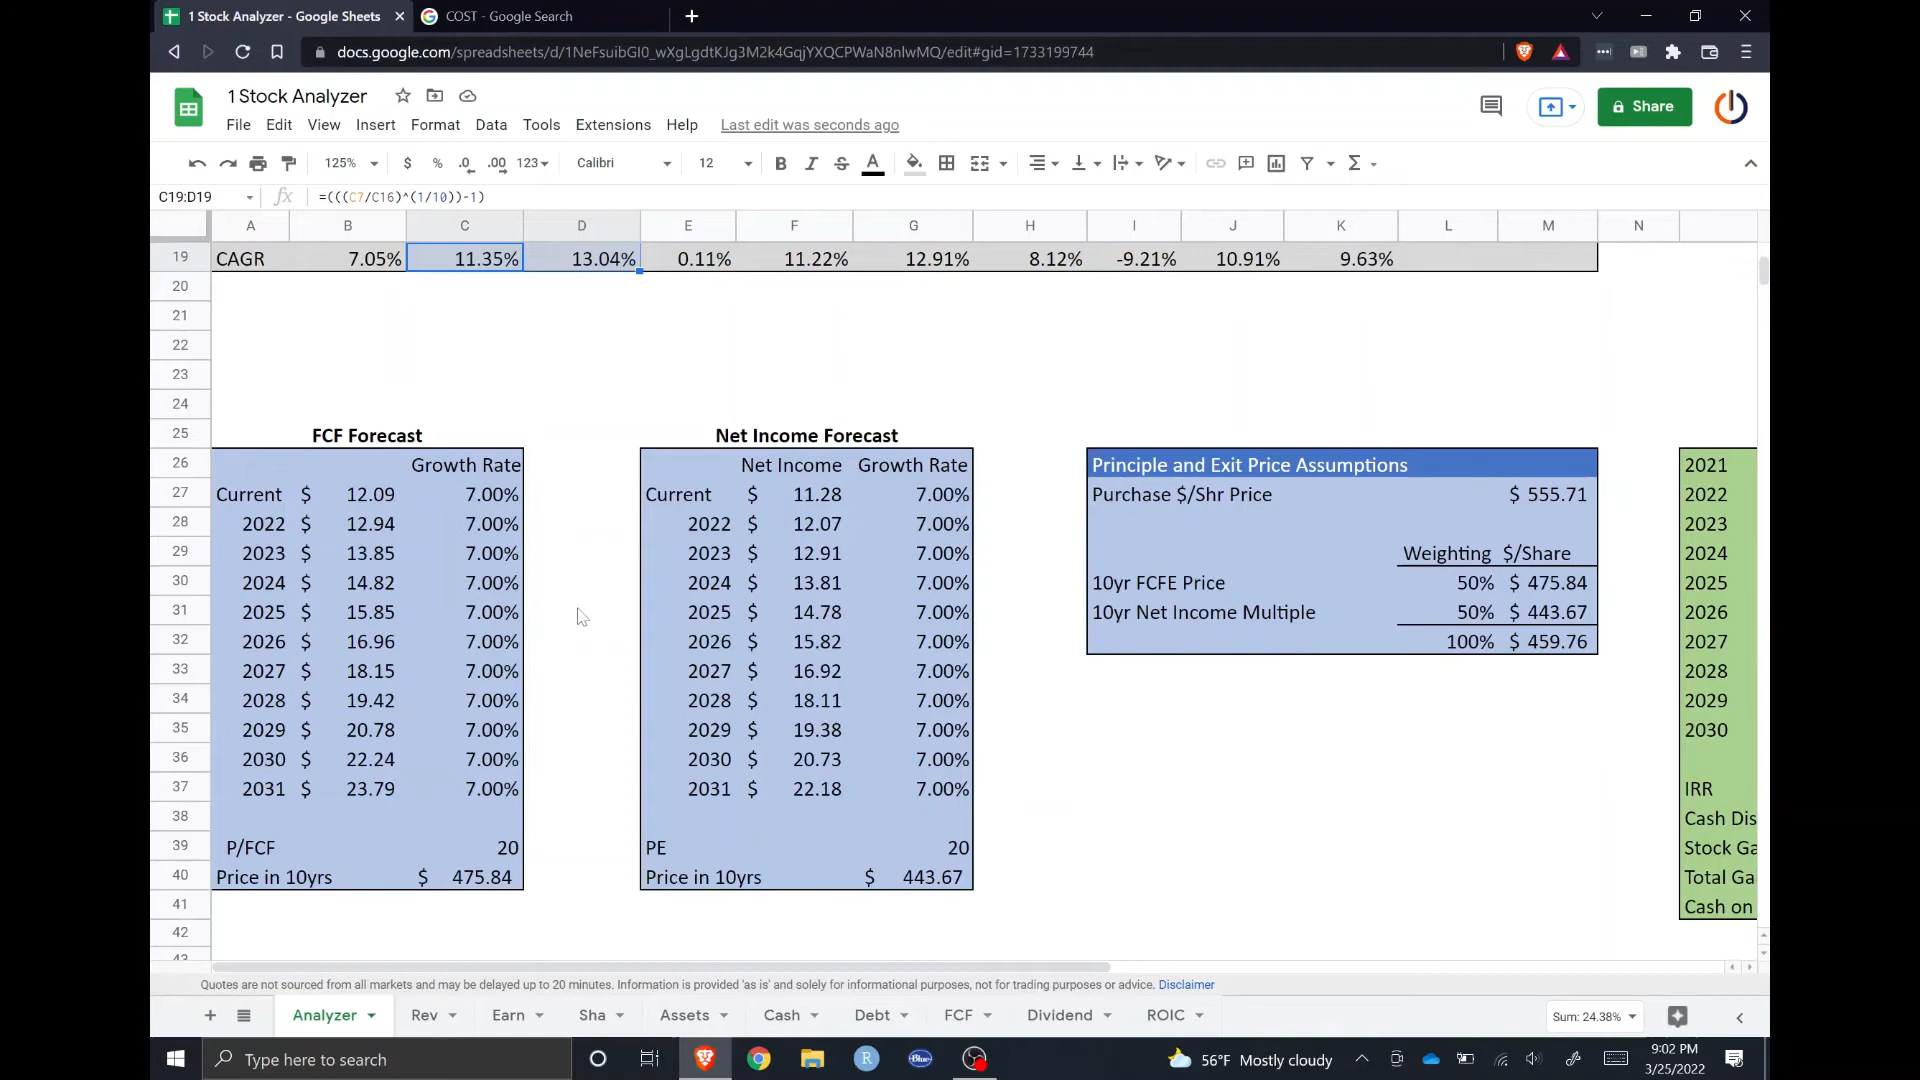 1 Stock Analyzer - Google Sheets
COST - Google Search
docs.google.com/spreadsheets/d/1NeFsuibGI0_wXgLgdtKJg3M2k4GqjYXQCPWaN8nlwMQ/edit#gid=1733199744
1 Stock Analyzer
Share
File Edit View Insert Format Data Tools Extensions Help Last edit was seconds ago
125% $ % .0 .00 123 Calibri 12 B I S A
C19:D19 fx =(((C7/C16)^(1/10))-1)
A B C D E F G H I J K L M N
19 CAGR 7.05% 11.35% 13.04% 0.11% 11.22% 12.91% 8.12% -9.21% 10.91% 9.63%
20
21
22
23
24
25 FCF Forecast Net Income Forecast
26 Growth Rate Net Income Growth Rate Principle and Exit Price Assumptions 2021
27 Current $ 12.09 7.00% Current $ 11.28 7.00% Purchase $/Shr Price $ 555.71 2022
28 2022 $ 12.94 7.00% 2022 $ 12.07 7.00% 2023
29 2023 $ 13.85 7.00% 2023 $ 12.91 7.00% Weighting $/Share 2024
30 2024 $ 14.82 7.00% 2024 $ 13.81 7.00% 10yr FCFE Price 50% $ 475.84 2025
31 2025 $ 15.85 7.00% 2025 $ 14.78 7.00% 10yr Net Income Multiple 50% $ 443.67 2026
32 2026 $ 16.96 7.00% 2026 $ 15.82 7.00% 100% $ 459.76 2027
33 2027 $ 18.15 7.00% 2027 $ 16.92 7.00% 2028
34 2028 $ 19.42 7.00% 2028 $ 18.11 7.00% 2029
35 2029 $ 20.78 7.00% 2029 $ 19.38 7.00% 2030
36 2030 $ 22.24 7.00% 2030 $ 20.73 7.00%
37 2031 $ 23.79 7.00% 2031 $ 22.18 7.00% IRR
38 Cash Dis
39 P/FCF 20 PE 20 Stock Ga
40 Price in 10yrs $ 475.84 Price in 10yrs $ 443.67 Total Ga
41 Cash on
42
43
Quotes are not sourced from all markets and may be delayed up to 20 minutes. Information is provided 'as is' and solely for informational purposes, not for trading purposes or advice. Disclaimer
Analyzer Rev Earn Sha Assets Cash Debt FCF Dividend ROIC Sum: 24.38%
Type here to search
R
Blue
56°F Mostly cloudy
9:02 PM
3/25/2022